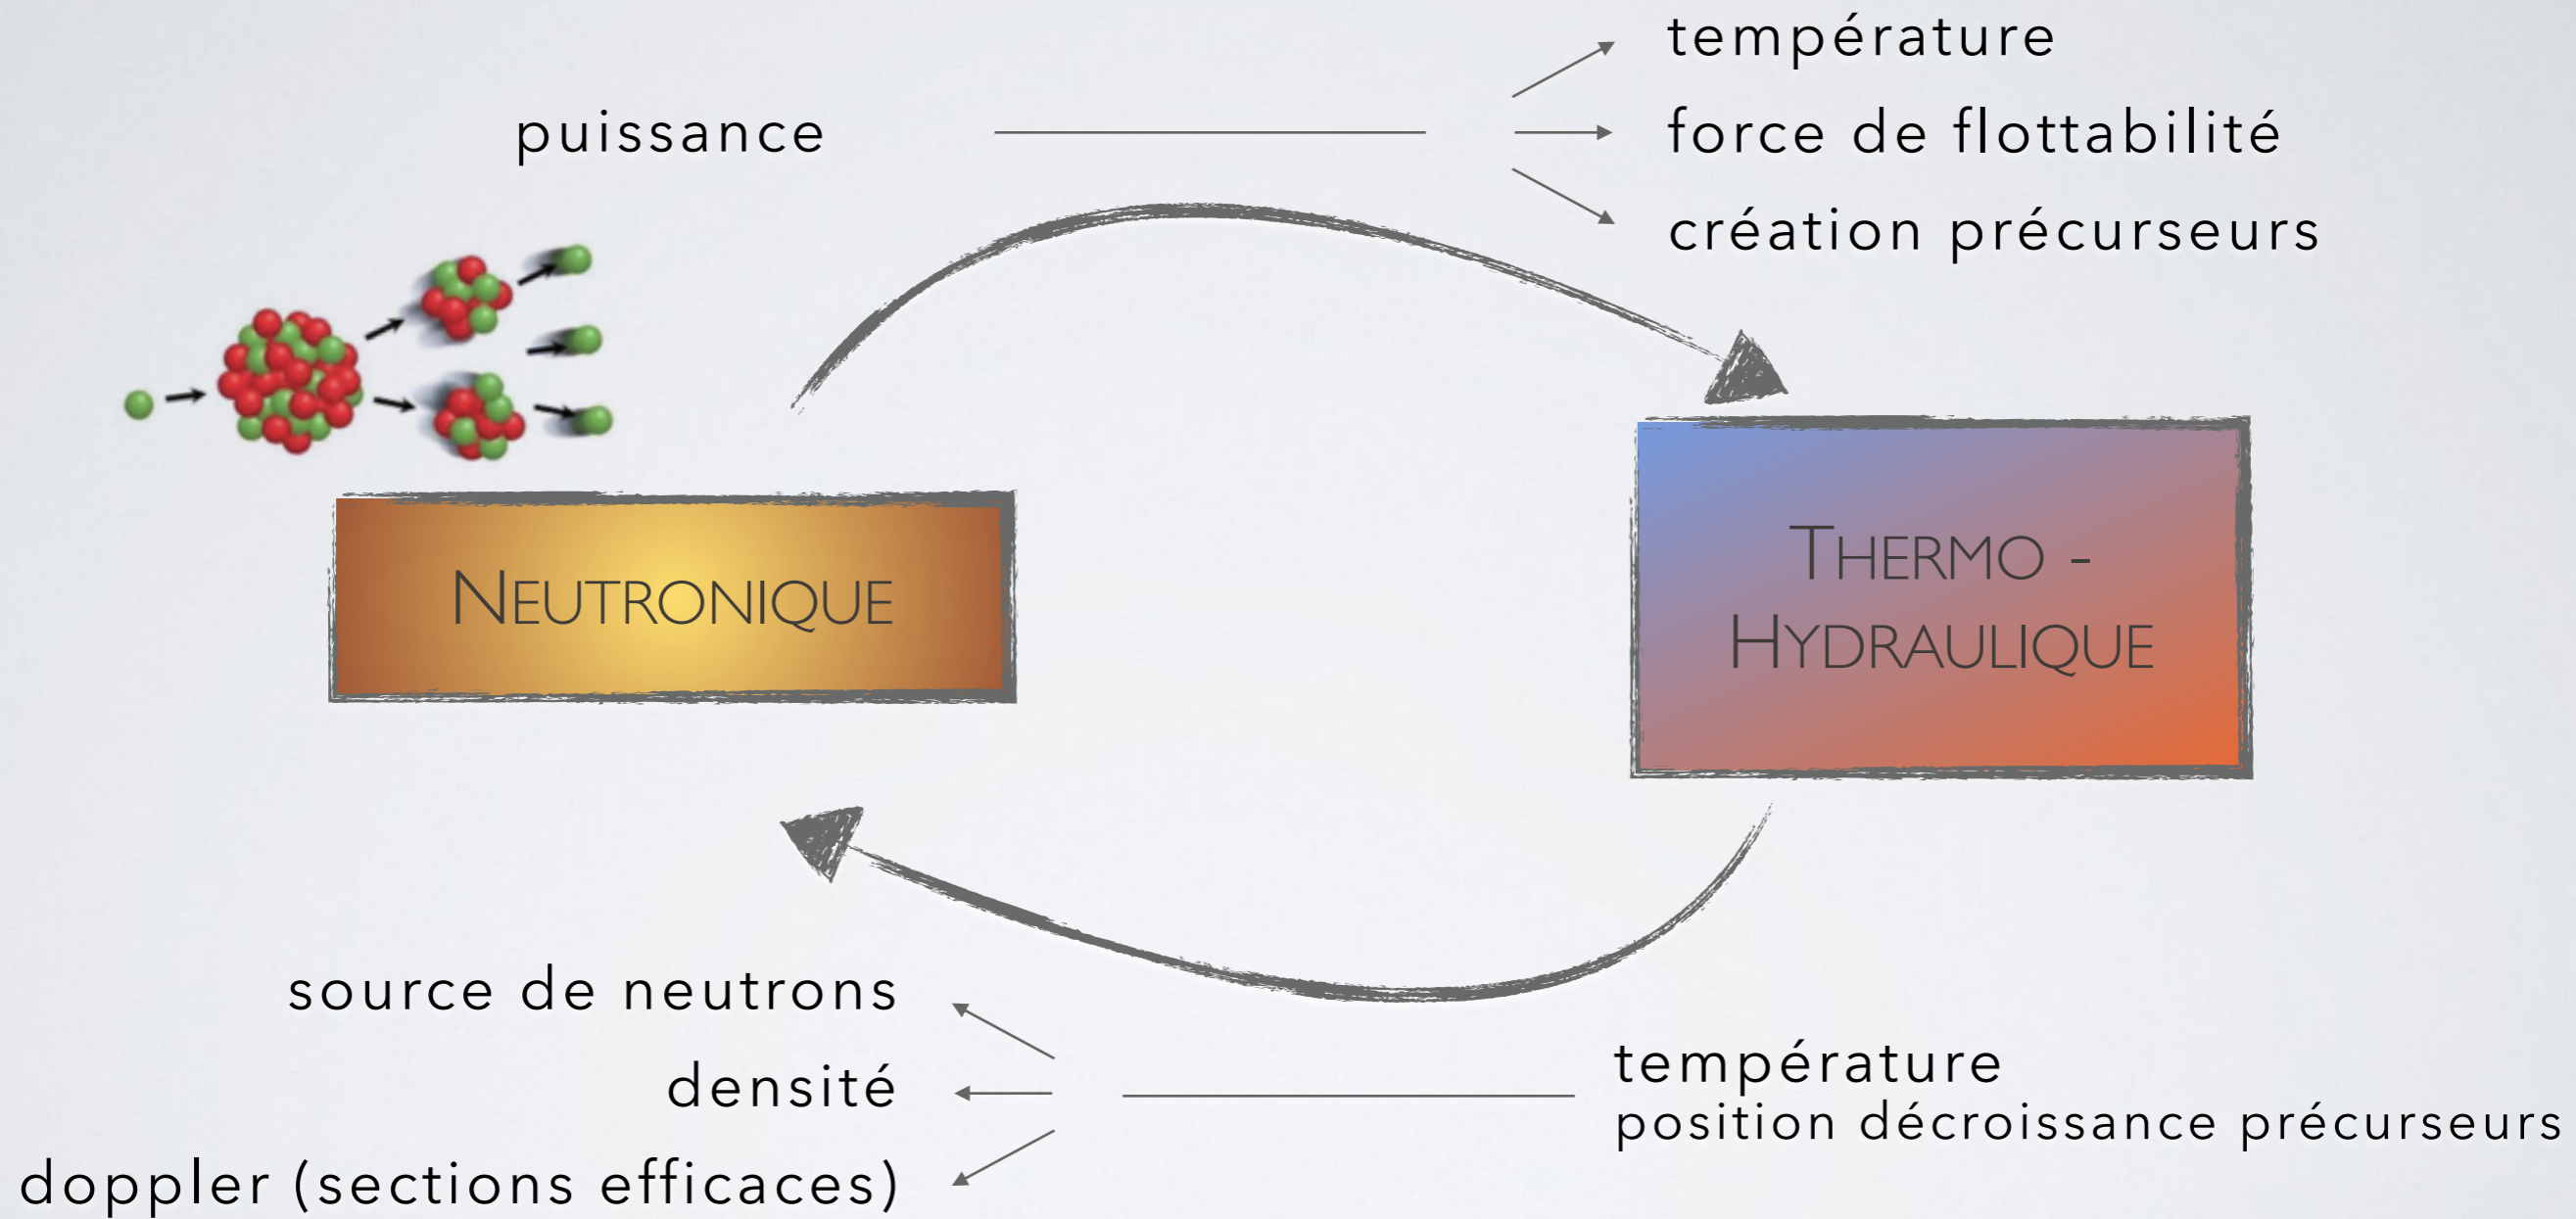 température
puissance
force de flottabilité
création précurseurs
NEUTRONIQUE
THERMO -
HYDRAULIQUE
source de neutrons
densité
doppler (sections efficaces)
température
position décroissance précurseurs